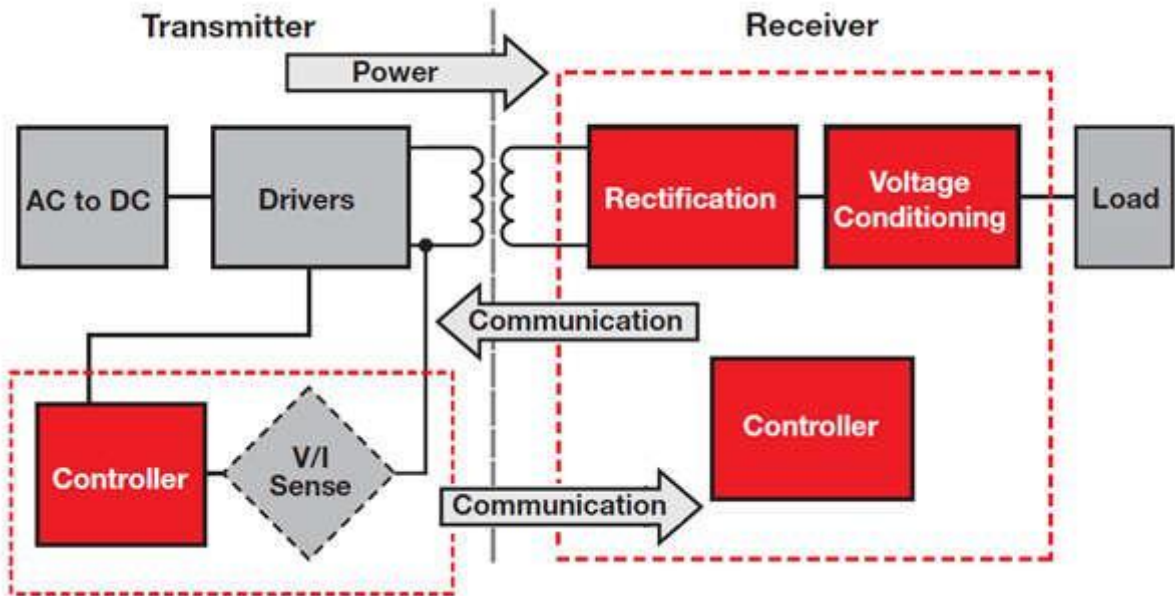 Transmitter
Receiver
Power
AC to DC
Drivers
Rectification
Voltage
Conditioning
Load
Communication
Controller
V/I
Sense
Communication
Controller